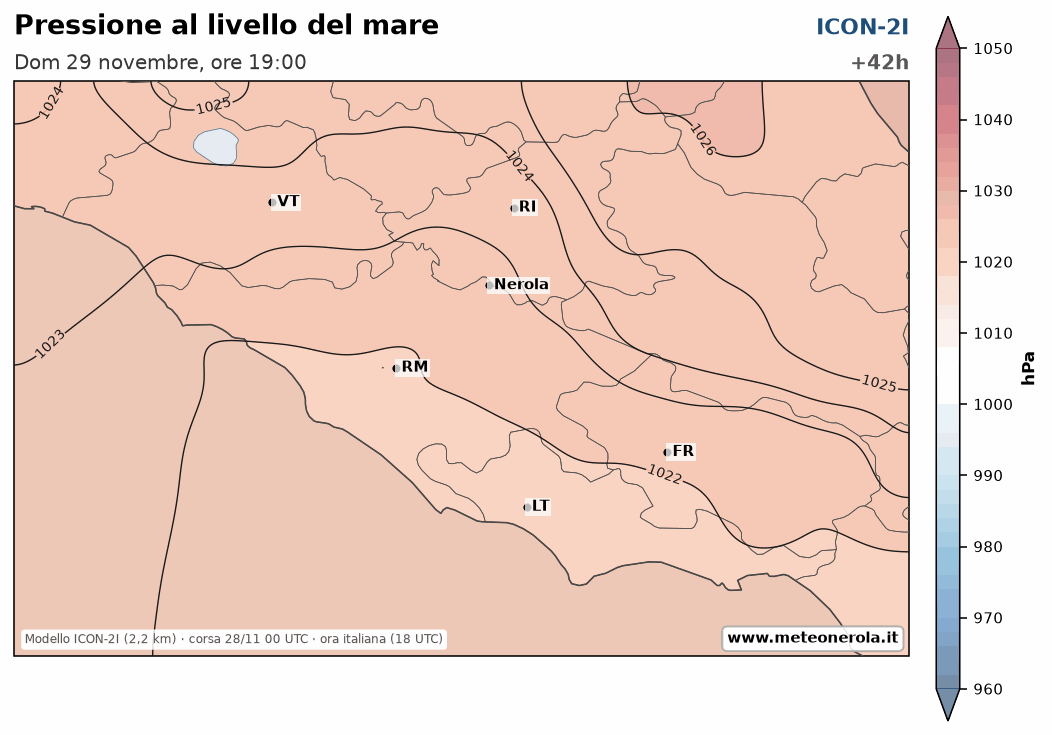 Pressione al livello del mare
ICON-2I
Dom 29 novembre, ore 19:00
+42h
1024
1025
1026
1024
VT
RI
Nerola
1023
RM
1025
FR
1022
LT
Modello ICON-2I (2,2 km) · corsa 28/11 00 UTC · ora italiana (18 UTC)
www.meteonerola.it
1050
1040
1030
1020
1010
1000
990
980
970
960
hPa